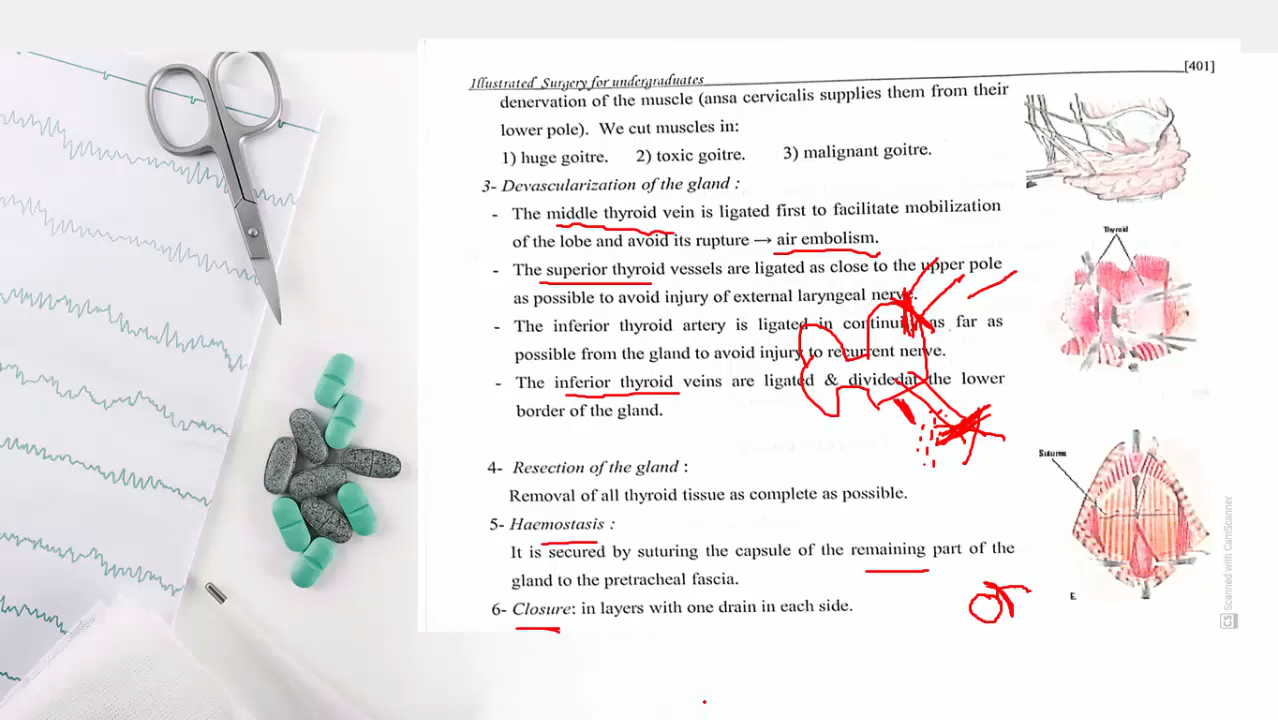 [401]
Illustrated Surgery for undergraduates
denervation of the muscle (ansa cervicalis supplies them from their
lower pole). We cut muscles in:
1) huge goitre. 2) toxic goitre. 3) malignant goitre.
3- Devascularization of the gland :
- The middle thyroid vein is ligated first to facilitate mobilization
of the lobe and avoid its rupture → air embolism.
- The superior thyroid vessels are ligated as close to the upper pole
as possible to avoid injury of external laryngeal nerve.
- The inferior thyroid artery is ligated in continuity as far as
possible from the gland to avoid injury to recurrent nerve.
- The inferior thyroid veins are ligated & dividedat the lower
border of the gland.
4- Resection of the gland :
Removal of all thyroid tissue as complete as possible.
5- Haemostasis :
It is secured by suturing the capsule of the remaining part of the
gland to the pretracheal fascia.
6- Closure: in layers with one drain in each side.
Thyroid
Sutures
E
CS Scanned with CamScanner